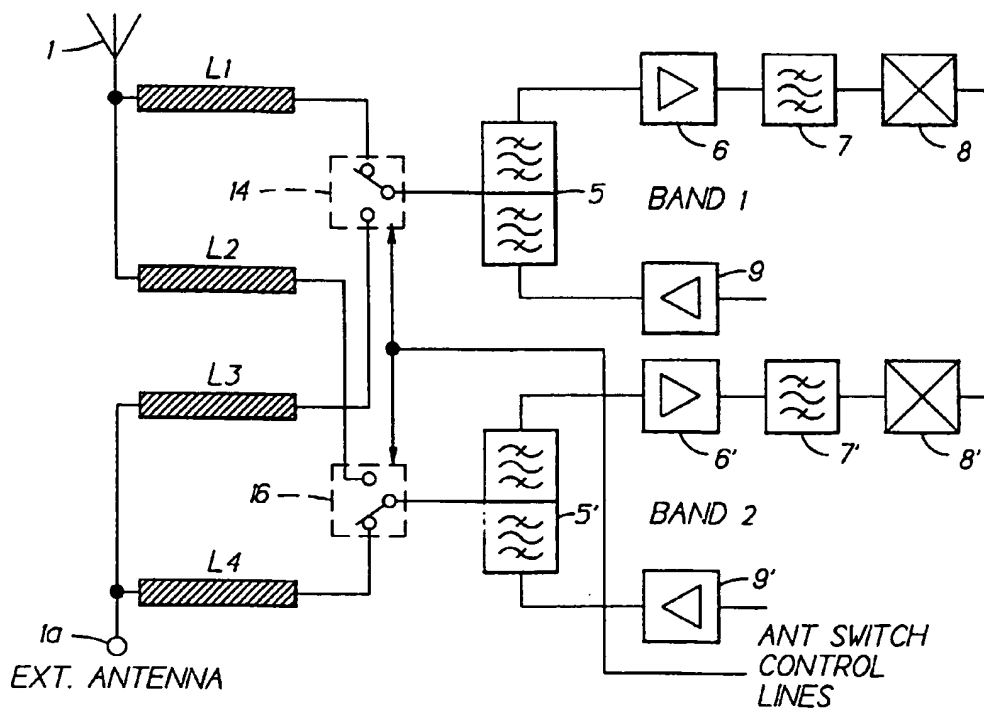 1
L1
14
5
6
7
8
BAND 1
L2
9
L3
6'
7'
8'
16
5'
BAND 2
L4
9'
1a
EXT. ANTENNA
ANT SWITCH
CONTROL
LINES